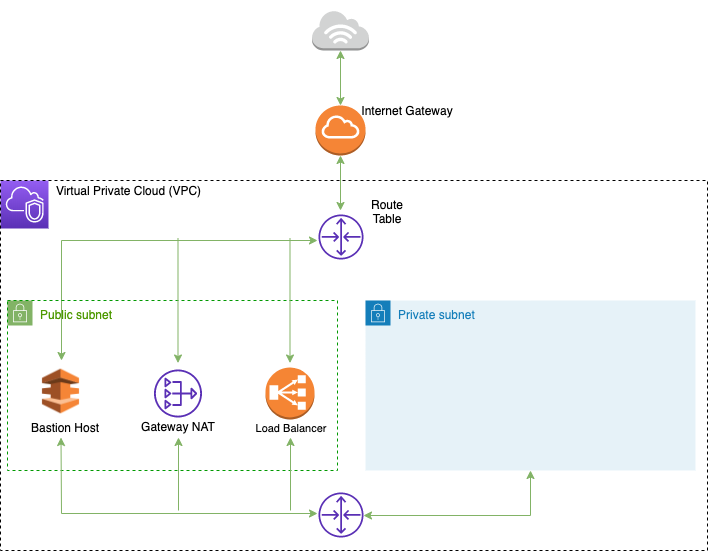 Internet Gateway
Virtual Private Cloud (VPC)
Route
Table
Public subnet
Private subnet
Bastion Host
Gateway NAT
Load Balancer